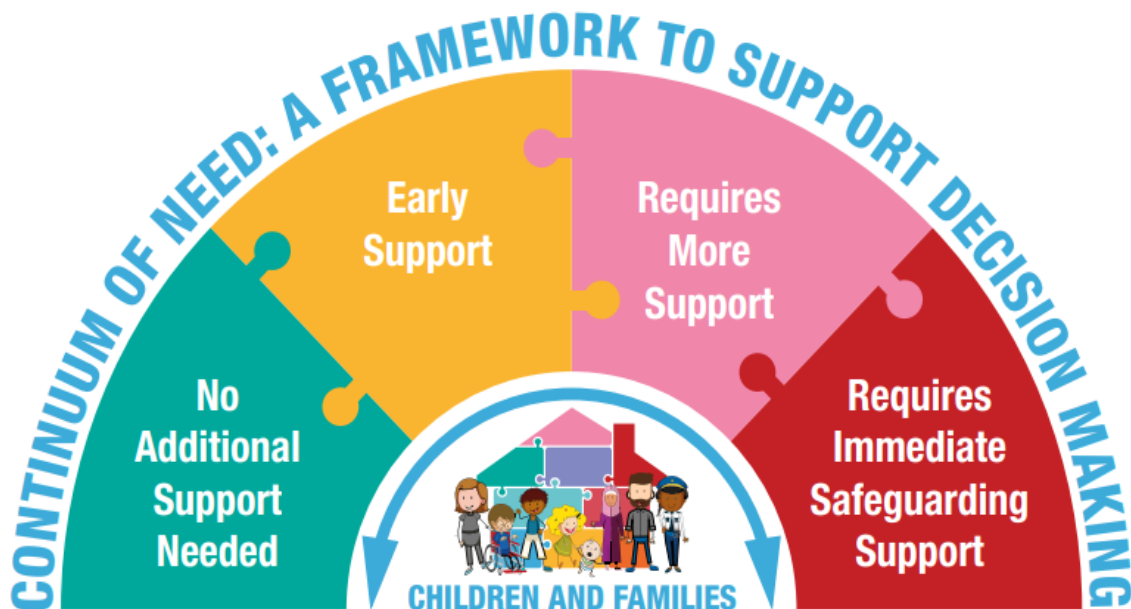 CONTINUUM OF NEED: A FRAMEWORK TO SUPPORT DECISION MAKING
No
Additional
Support
Needed
Early
Support
Requires
More
Support
Requires
Immediate
Safeguarding
Support
CHILDREN AND FAMILIES